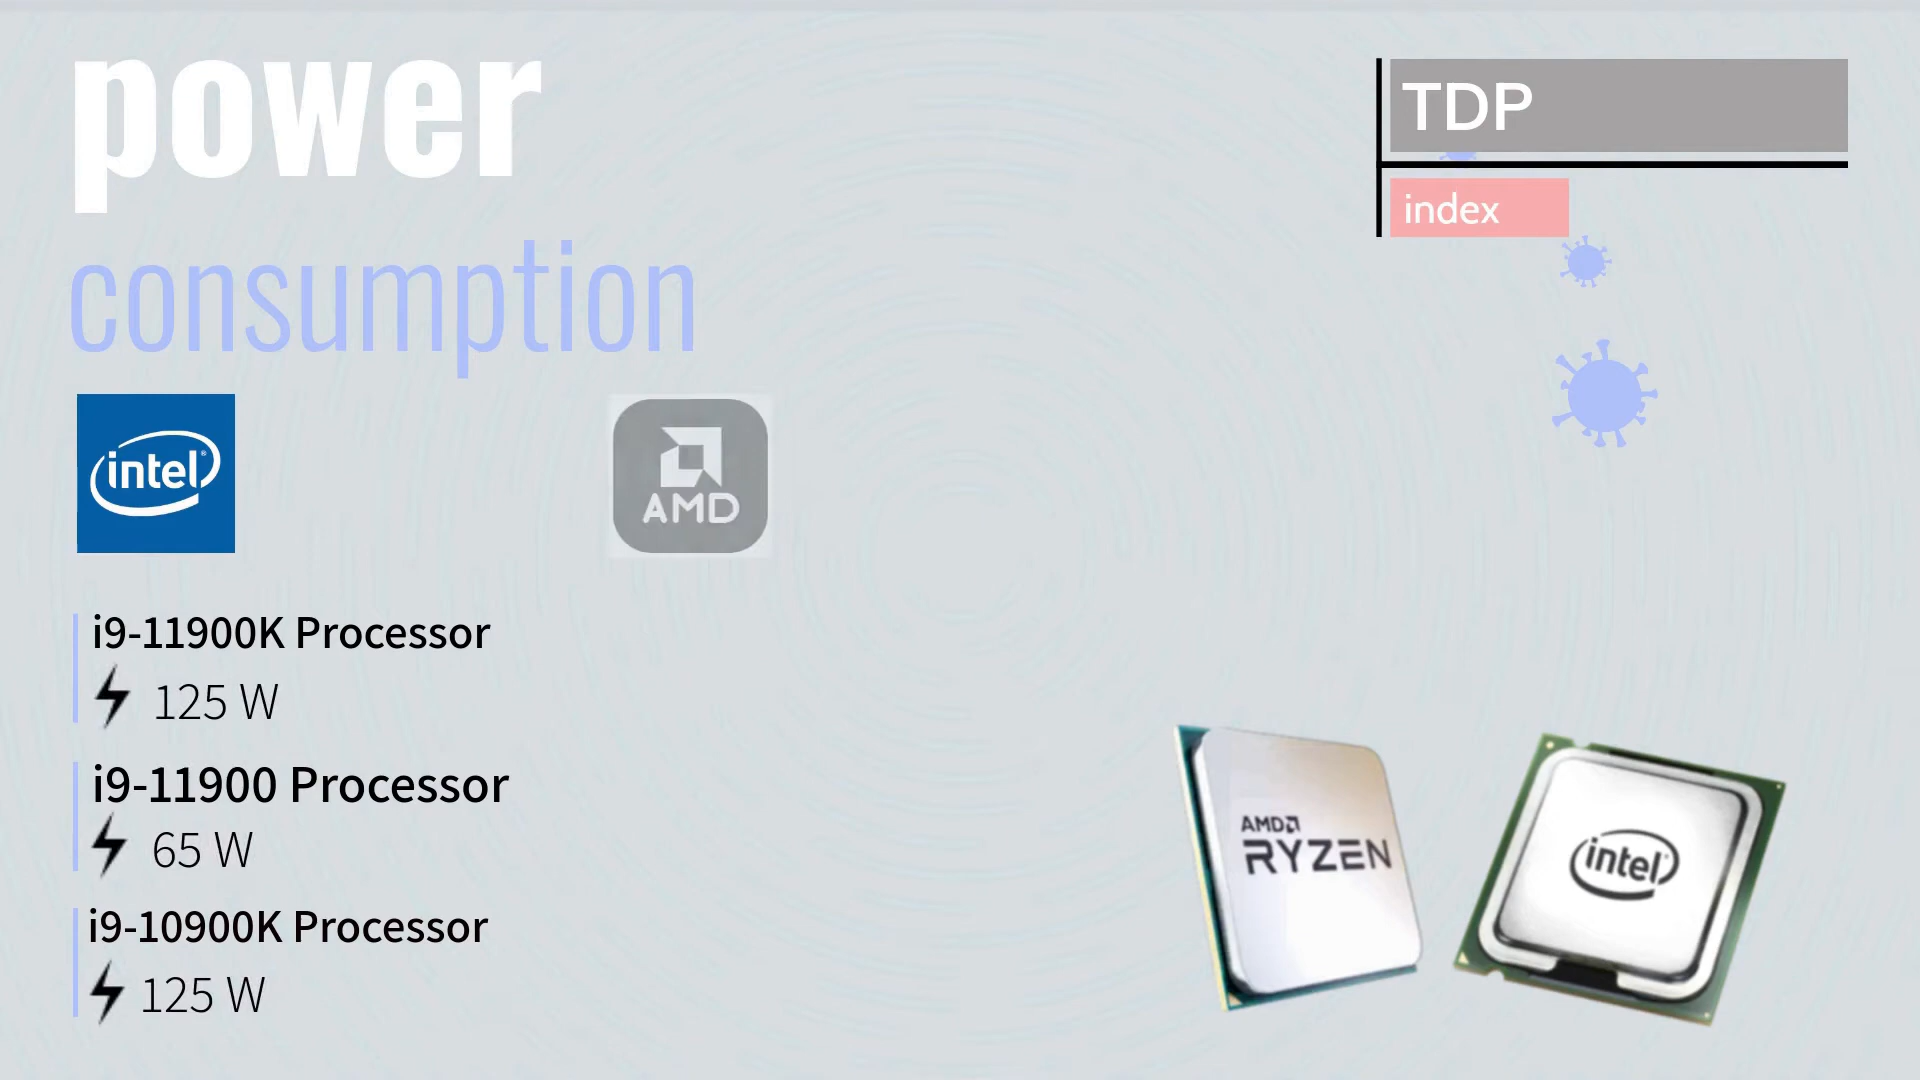 power
consumption
TDP
index
intel
AMD
i9-11900K Processor
125 W
i9-11900 Processor
65 W
i9-10900K Processor
125 W
AMD
RYZEN
intel